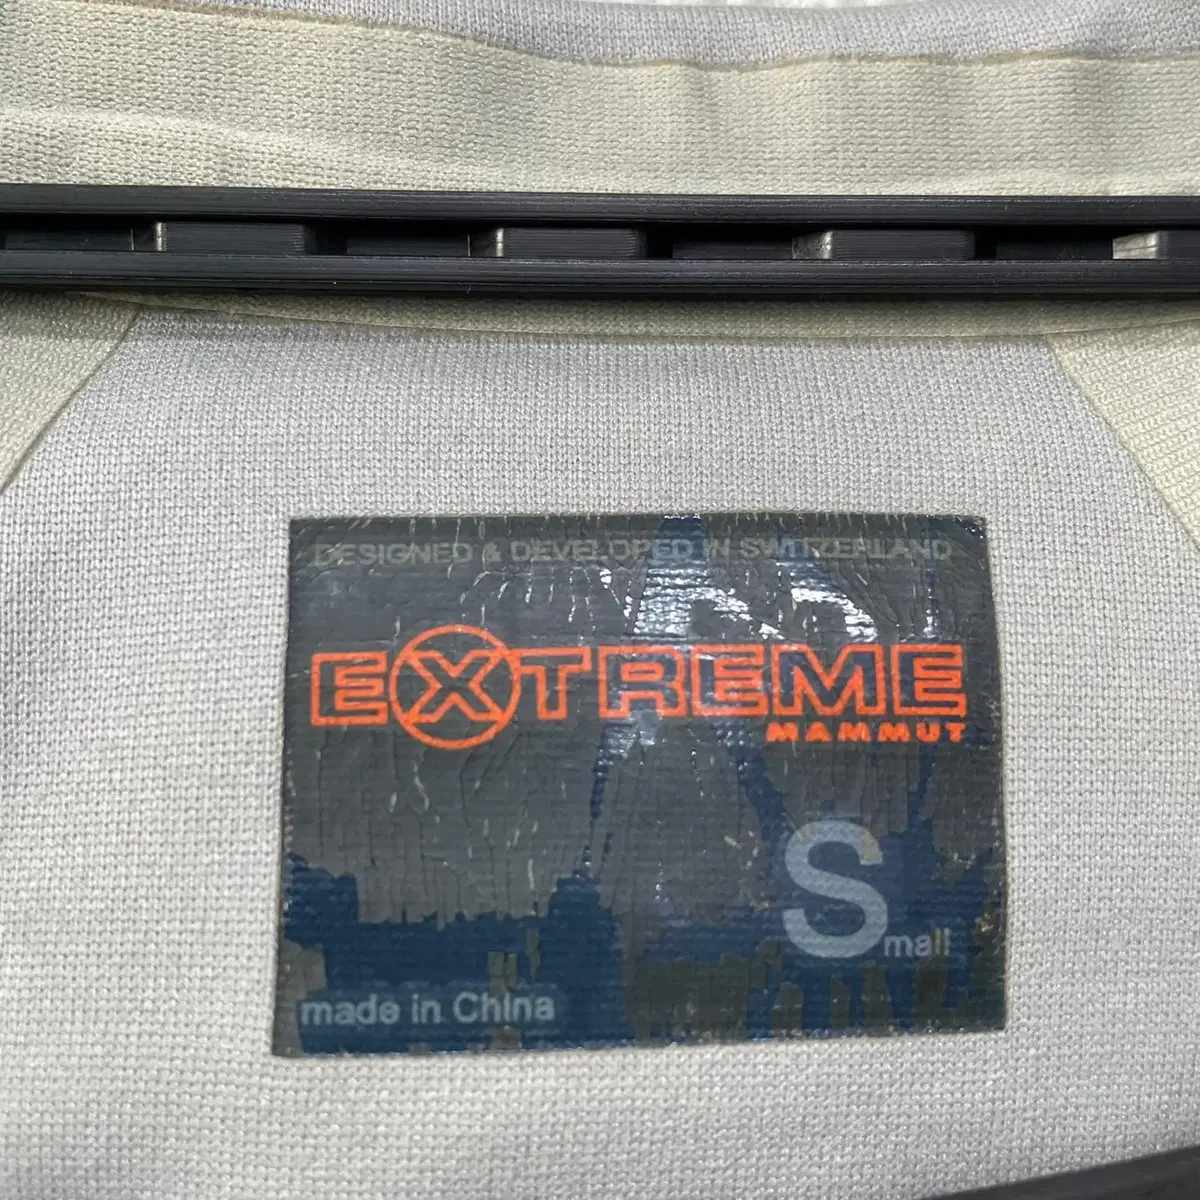 DESIGNED & DEVELOPED IN SWITZERLAND
EXTREME
MAMMUT
Small
made in China